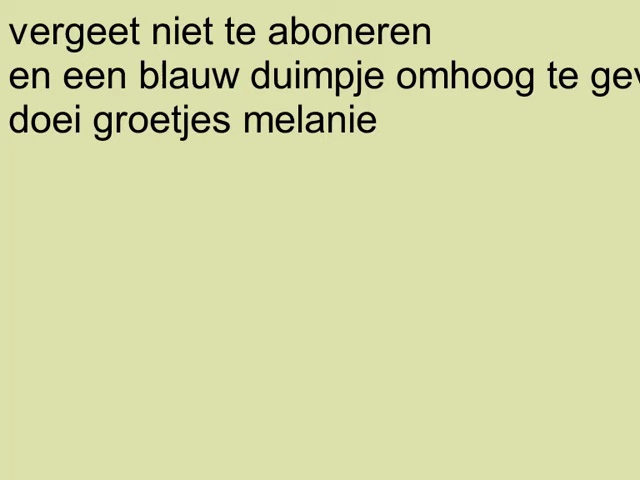 vergeet niet te aboneren
en een blauw duimpje omhoog te
doei groetjes melanie